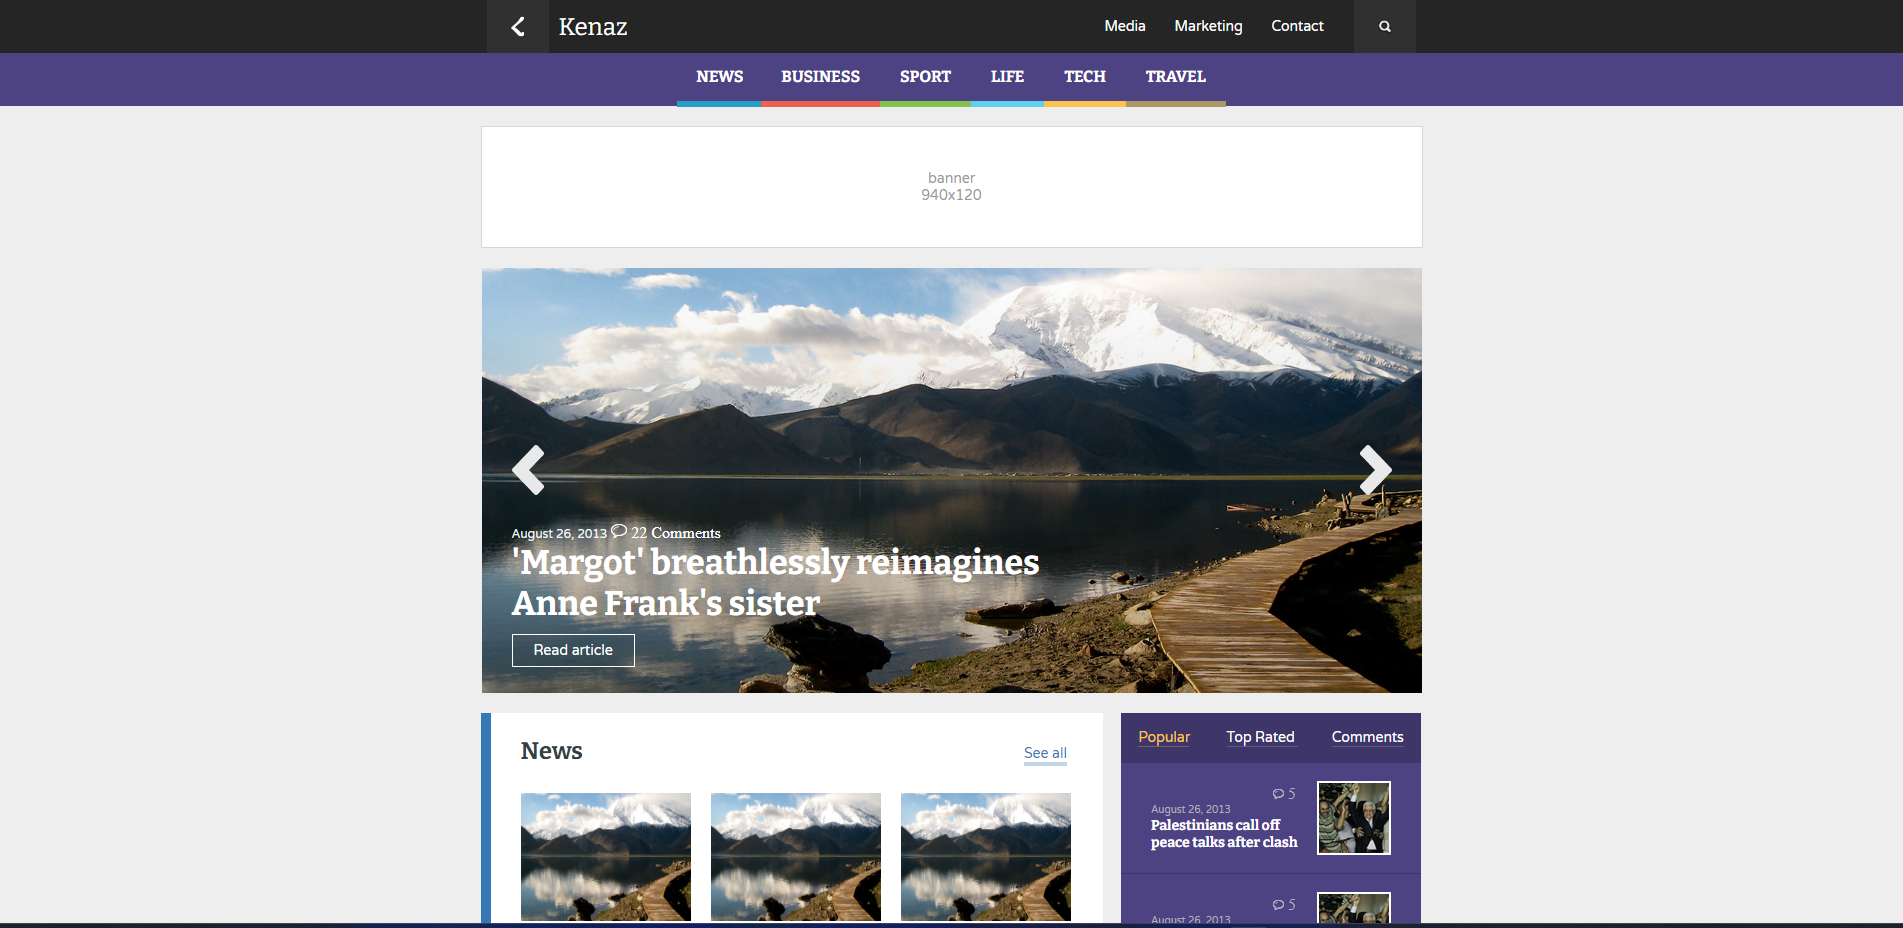 Kenaz
Media Marketing Contact
NEWS BUSINESS SPORT LIFE TECH TRAVEL
banner
940x120
August 26, 2013 22 Comments
'Margot' breathlessly reimagines
Anne Frank's sister
Read article
News
See all
Popular Top Rated Comments
5
August 26, 2013
Palestinians call off
peace talks after clash
5
August 26, 2013